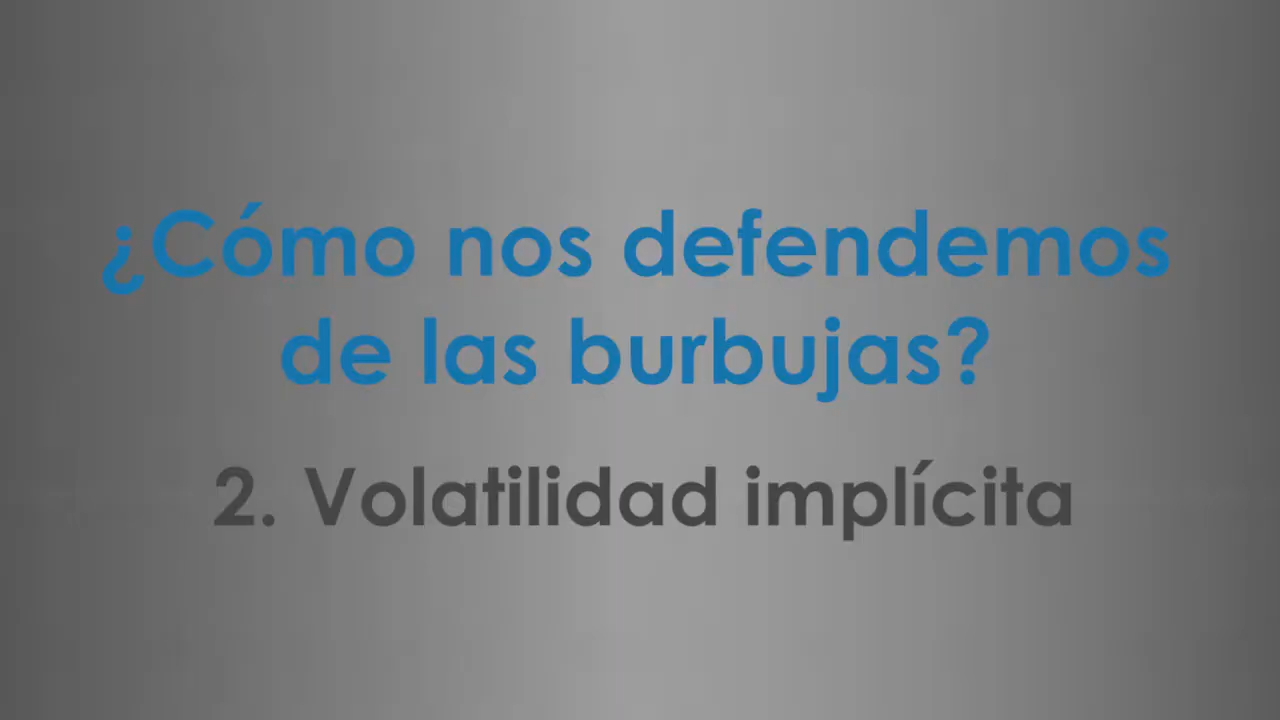 ¿Cómo nos defendemos
de las burbujas?
2. Volatilidad implícita